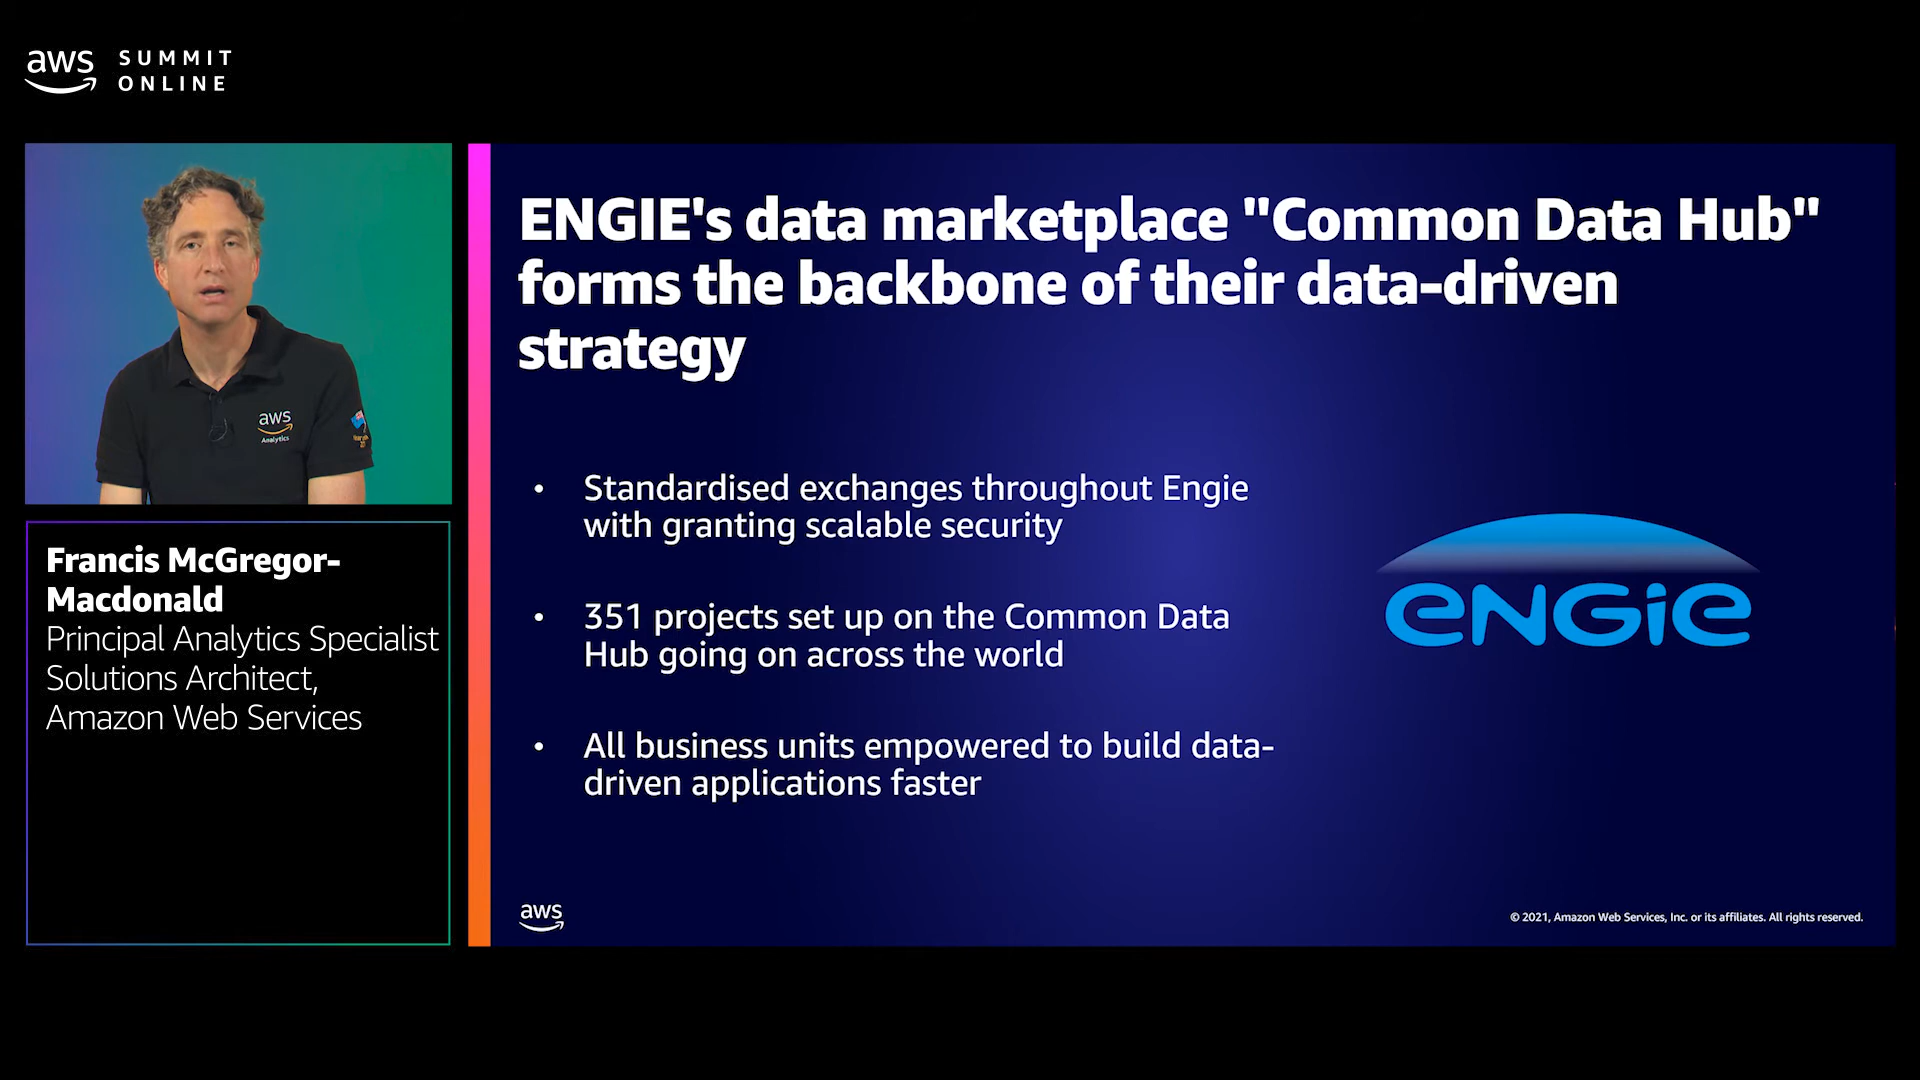 aws SUMMIT
ONLINE
aws
Analytics
Francis McGregor-
Macdonald
Principal Analytics Specialist
Solutions Architect,
Amazon Web Services
ENGIE's data marketplace "Common Data Hub"
forms the backbone of their data-driven
strategy
• Standardised exchanges throughout Engie
with granting scalable security
• 351 projects set up on the Common Data
Hub going on across the world
• All business units empowered to build data-
driven applications faster
ENGiE
aws
© 2021, Amazon Web Services, Inc. or its affiliates. All rights reserved.